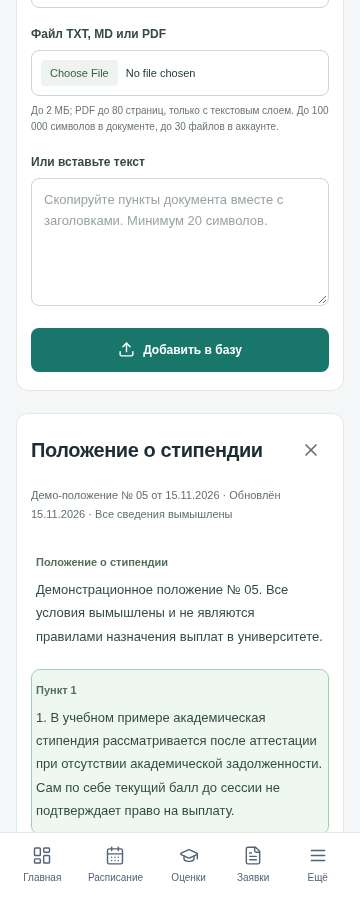 Файл TXT, MD или PDF
Choose File No file chosen
До 2 МБ; PDF до 80 страниц, только с текстовым слоем. До 100
000 символов в документе, до 30 файлов в аккаунте.
Или вставьте текст
Скопируйте пункты документа вместе с
заголовками. Минимум 20 символов.
Добавить в базу
Положение о стипендии
Демо-положение № 05 от 15.11.2026 · Обновлён
15.11.2026 · Все сведения вымышлены
Положение о стипендии
Демонстрационное положение № 05. Все
условия вымышлены и не являются
правилами назначения выплат в университете.
Пункт 1
1. В учебном примере академическая
стипендия рассматривается после аттестации
при отсутствии академической задолженности.
Сам по себе текущий балл до сессии не
подтверждает право на выплату.
Главная Расписание Оценки Заявки Ещё